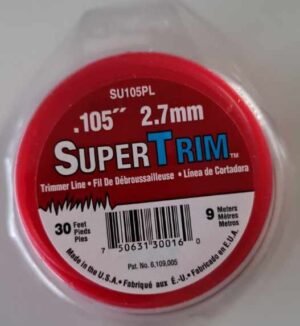 SU105PL
.105" 2.7mm
SUPERTRIM™
Trimmer Line • Fil De Débroussailleuse • Línea de Cortadora
30 Feet Pieds Pies
9 Meters Mètres Metros
7 50631 30016 0
Pat. No. 6,109,005
Made in the U.S.A. • Fabriqué aux É.-U. • Fabricado en E.U.A.